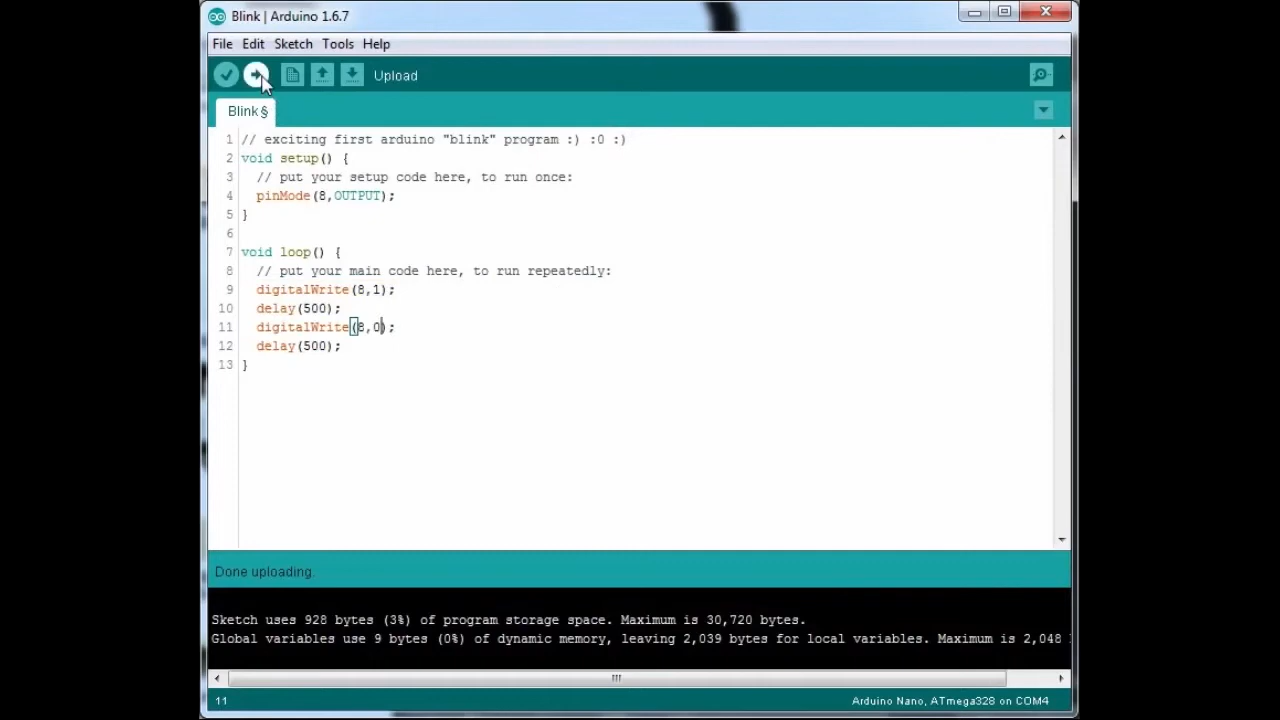 Blink | Arduino 1.6.7
File Edit Sketch Tools Help
Upload
Blink §
1 // exciting first arduino "blink" program :) :0 :)
2 void setup() {
3 // put your setup code here, to run once:
4 pinMode(8,OUTPUT);
5 }
6
7 void loop() {
8 // put your main code here, to run repeatedly:
9 digitalWrite(8,1);
10 delay(500);
11 digitalWrite(8,0);
12 delay(500);
13 }
Done uploading.
Sketch uses 928 bytes (3%) of program storage space. Maximum is 30,720 bytes.
Global variables use 9 bytes (0%) of dynamic memory, leaving 2,039 bytes for local variables. Maximum is 2,048
11 Arduino Nano, ATmega328 on COM4